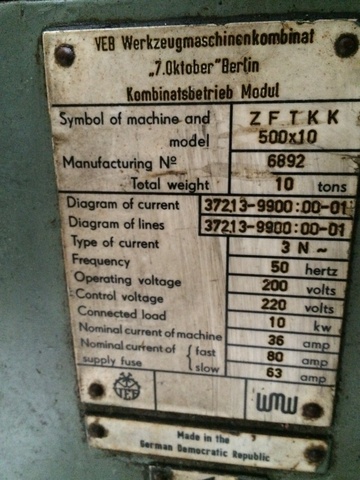 VEB Werkzeugmaschinenkombinat
„7.Oktober" Berlin
Kombinatsbetrieb Modul
Symbol of machine and model Z F T K K 500x10
Manufacturing Nº 6892
Total weight 10 tons
Diagram of current 37213-9900:00-01
Diagram of lines 37213-9900:00-01
Type of current 3 N ~
Frequency 50 hertz
Operating voltage 200 volts
Control voltage 220 volts
Connected load 10 kw
Nominal current of machine 36 amp
Nominal current of { fast 80 amp
supply fuse { slow 63 amp
VEB WMW
Made in the
German Democratic Republic